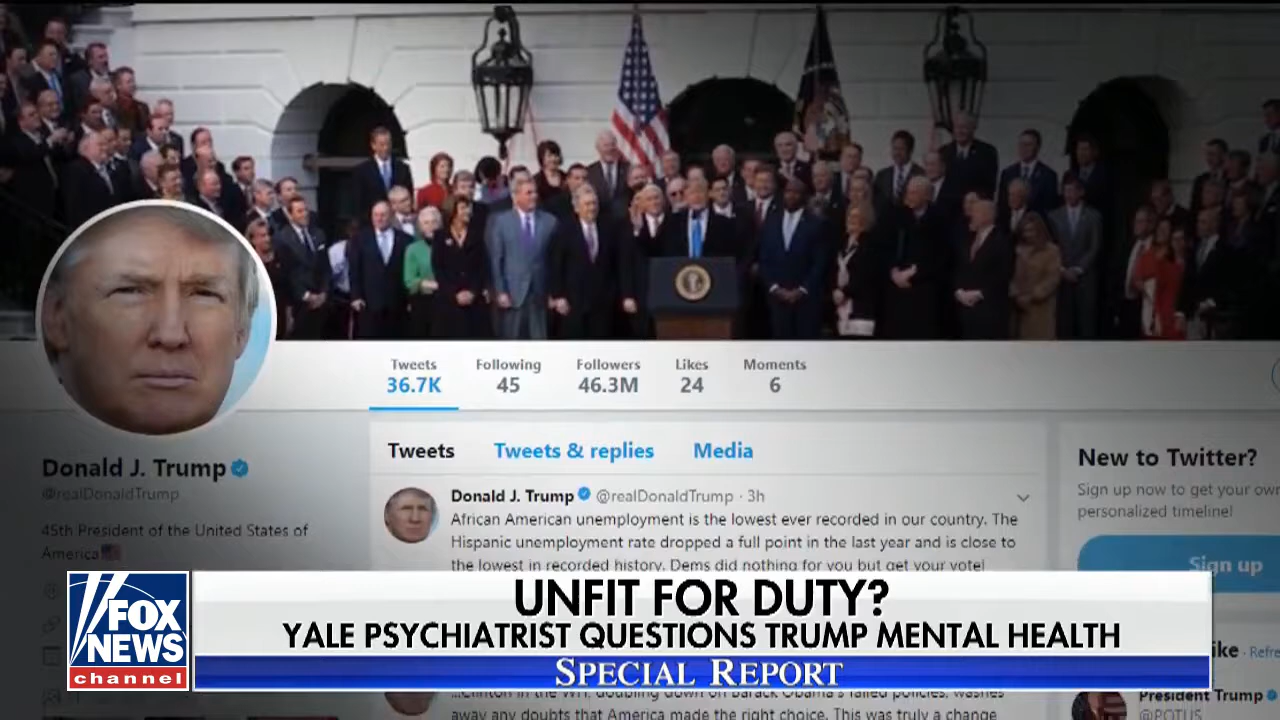 Tweets
36.7K
Following
45
Followers
46.3M
Likes
24
Moments
6
Donald J. Trump
@realDonaldTrump
45th President of the United States of
America
Tweets Tweets & replies Media
Donald J. Trump @realDonaldTrump · 3h
African American unemployment is the lowest ever recorded in our country. The
Hispanic unemployment rate dropped a full point in the last year and is close to
the lowest in recorded history. Dems did nothing for you but get your vote!
New to Twitter?
Sign up now to get your own
personalized timeline!
Sign up
FOX
NEWS
channel
UNFIT FOR DUTY?
YALE PSYCHIATRIST QUESTIONS TRUMP MENTAL HEALTH
SPECIAL REPORT
...Clinton in the WH, doubling down on Barack Obama's failed policies, washes
away any doubts that America made the right choice. This was truly a change
ike · Refre
President Trump
@POTUS